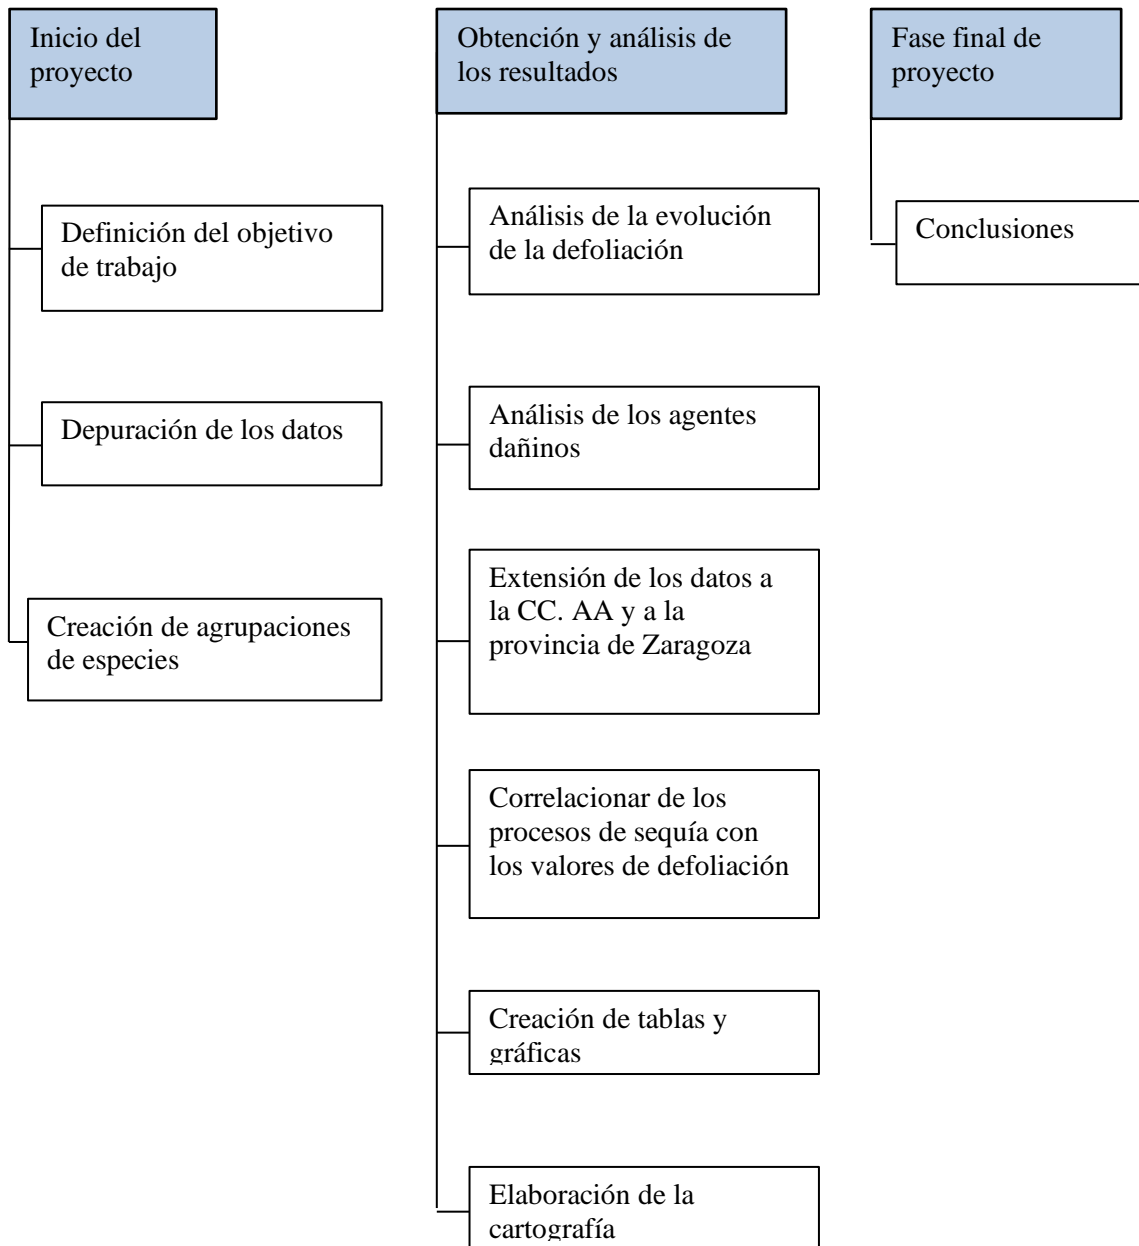 Inicio del
proyecto
Definición del objetivo
de trabajo
Depuración de los datos
Creación de agrupaciones
de especies
Obtención y análisis de
los resultados
Análisis de la evolución
de la defoliación
Análisis de los agentes
dañinos
Extensión de los datos a
la CC. AA y a la
provincia de Zaragoza
Correlacionar de los
procesos de sequía con
los valores de defoliación
Creación de tablas y
gráficas
Elaboración de la
cartografía
Fase final de
proyecto
Conclusiones